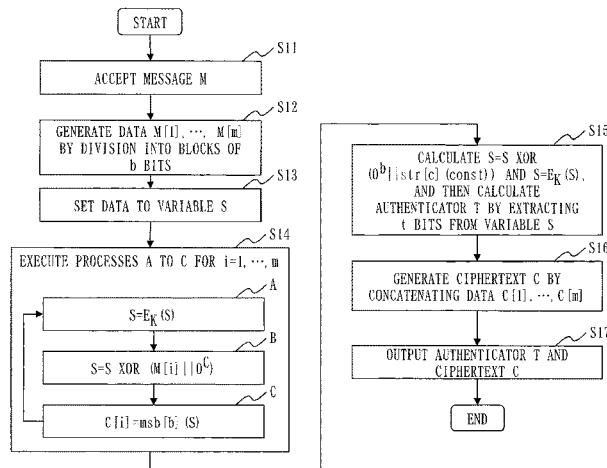 START
S11
ACCEPT MESSAGE M
S12
GENERATE DATA M[1], ···, M[m]
BY DIVISION INTO BLOCKS OF
b BITS
S13
SET DATA TO VARIABLE S
S14
EXECUTE PROCESSES A TO C FOR i=1, ···, m
A
S=E_K(S)
B
S=S XOR (M[i]||0^C)
C
C[i]=msb[b](S)
S15
CALCULATE S=S XOR
(0^b||str[c](const)) AND S=E_K(S),
AND THEN CALCULATE
AUTHENTICATOR T BY EXTRACTING
t BITS FROM VARIABLE S
S16
GENERATE CIPHERTEXT C BY
CONCATENATING DATA C[1], ···, C[m]
S17
OUTPUT AUTHENTICATOR T AND
CIPHERTEXT C
END